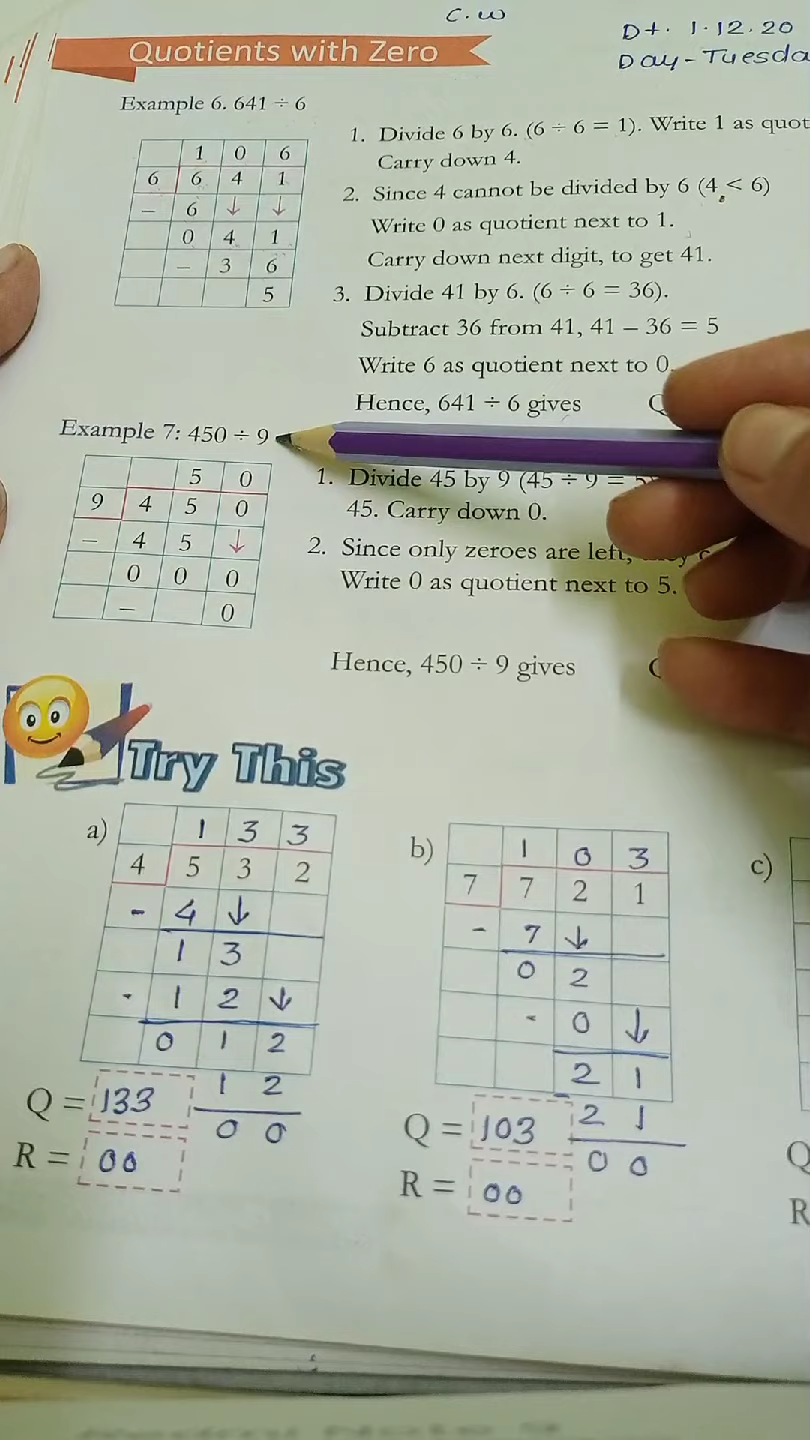 C.W
Dt. 1.12.20
Day-Tuesda
Quotients with Zero
Example 6. 641 ÷ 6
1 0 6
6 6 4 1
– 6 ↓ ↓
0 4 1
– 3 6
5
1. Divide 6 by 6. (6 ÷ 6 = 1). Write 1 as quot
Carry down 4.
2. Since 4 cannot be divided by 6 (4 < 6)
Write 0 as quotient next to 1.
Carry down next digit, to get 41.
3. Divide 41 by 6. (6 ÷ 6 = 36).
Subtract 36 from 41, 41 – 36 = 5
Write 6 as quotient next to 0.
Hence, 641 ÷ 6 gives
Example 7: 450 ÷ 9
5 0
9 4 5 0
– 4 5 ↓
0 0 0
– 0
1. Divide 45 by 9 (45 ÷ 9 =
45. Carry down 0.
2. Since only zeroes are left,
Write 0 as quotient next to 5.
Hence, 450 ÷ 9 gives
Try This
a)
1 3 3
4 5 3 2
- 4 ↓
1 3
- 1 2 ↓
0 1 2
1 2
0 0
Q = 133
R = 00
b)
1 0 3
7 7 2 1
- 7 ↓
0 2
- 0 ↓
2 1
- 2 1
0 0
Q = 103
R = 00
c)
Q
R